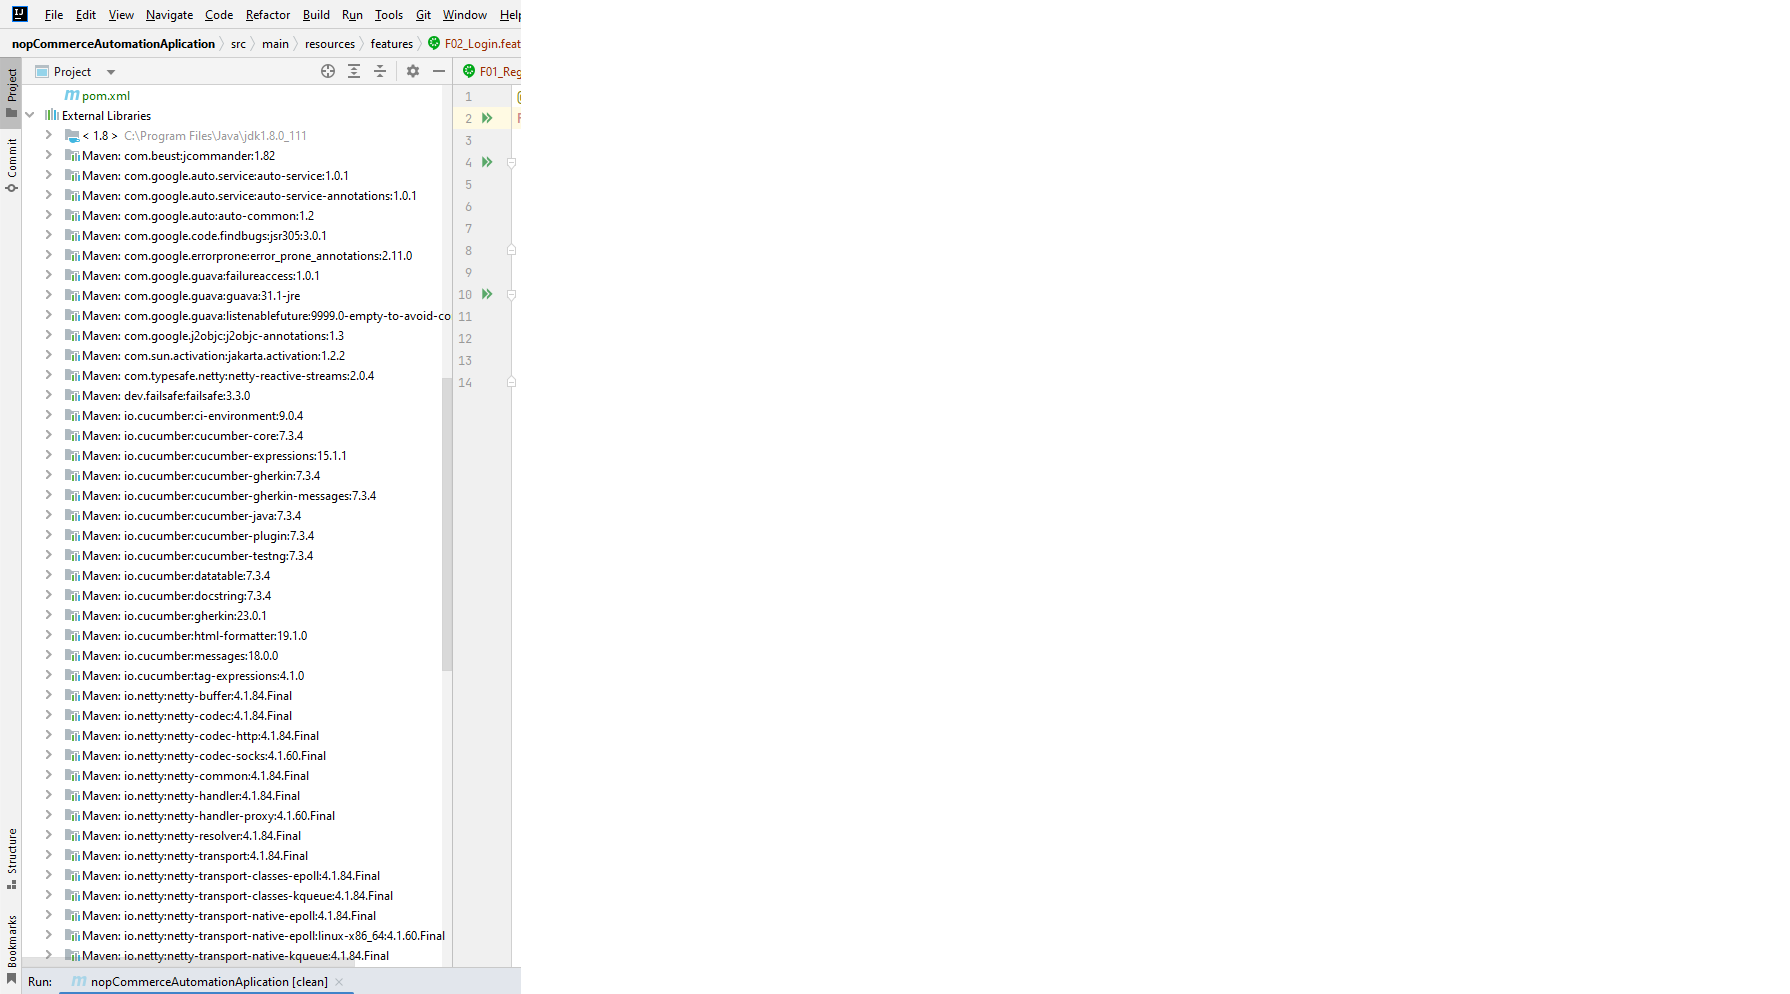 File Edit View Navigate Code Refactor Build Run Tools Git Window Help
nopCommerceAutomationAplication src main resources features F02_Login.feat
Project
F01_Reg
Project
Commit
Structure
Bookmarks
pom.xml
External Libraries
< 1.8 > C:\Program Files\Java\jdk1.8.0_111
Maven: com.beust:jcommander:1.82
Maven: com.google.auto.service:auto-service:1.0.1
Maven: com.google.auto.service:auto-service-annotations:1.0.1
Maven: com.google.auto:auto-common:1.2
Maven: com.google.code.findbugs:jsr305:3.0.1
Maven: com.google.errorprone:error_prone_annotations:2.11.0
Maven: com.google.guava:failureaccess:1.0.1
Maven: com.google.guava:guava:31.1-jre
Maven: com.google.guava:listenablefuture:9999.0-empty-to-avoid-co
Maven: com.google.j2objc:j2objc-annotations:1.3
Maven: com.sun.activation:jakarta.activation:1.2.2
Maven: com.typesafe.netty:netty-reactive-streams:2.0.4
Maven: dev.failsafe:failsafe:3.3.0
Maven: io.cucumber:ci-environment:9.0.4
Maven: io.cucumber:cucumber-core:7.3.4
Maven: io.cucumber:cucumber-expressions:15.1.1
Maven: io.cucumber:cucumber-gherkin:7.3.4
Maven: io.cucumber:cucumber-gherkin-messages:7.3.4
Maven: io.cucumber:cucumber-java:7.3.4
Maven: io.cucumber:cucumber-plugin:7.3.4
Maven: io.cucumber:cucumber-testng:7.3.4
Maven: io.cucumber:datatable:7.3.4
Maven: io.cucumber:docstring:7.3.4
Maven: io.cucumber:gherkin:23.0.1
Maven: io.cucumber:html-formatter:19.1.0
Maven: io.cucumber:messages:18.0.0
Maven: io.cucumber:tag-expressions:4.1.0
Maven: io.netty:netty-buffer:4.1.84.Final
Maven: io.netty:netty-codec:4.1.84.Final
Maven: io.netty:netty-codec-http:4.1.84.Final
Maven: io.netty:netty-codec-socks:4.1.60.Final
Maven: io.netty:netty-common:4.1.84.Final
Maven: io.netty:netty-handler:4.1.84.Final
Maven: io.netty:netty-handler-proxy:4.1.60.Final
Maven: io.netty:netty-resolver:4.1.84.Final
Maven: io.netty:netty-transport:4.1.84.Final
Maven: io.netty:netty-transport-classes-epoll:4.1.84.Final
Maven: io.netty:netty-transport-classes-kqueue:4.1.84.Final
Maven: io.netty:netty-transport-native-epoll:4.1.84.Final
Maven: io.netty:netty-transport-native-epoll:linux-x86_64:4.1.60.Final
Maven: io.netty:netty-transport-native-kqueue:4.1.84.Final
1
2
3
4
5
6
7
8
9
10
11
12
13
14
Run: nopCommerceAutomationAplication [clean]